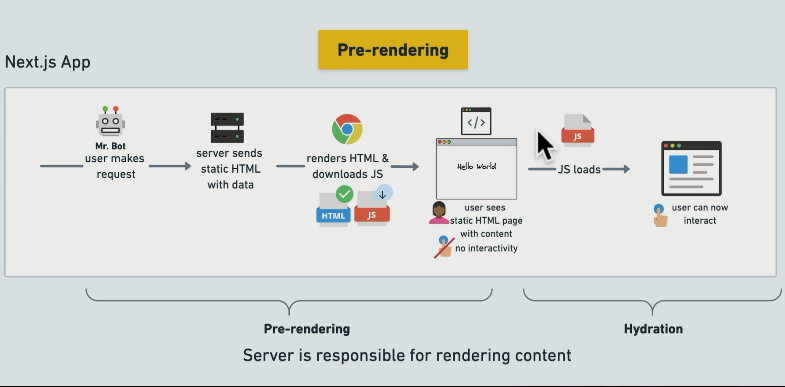 Pre-rendering
Next.js App
Mr. Bot
user makes
request
server sends
static HTML
with data
renders HTML &
downloads JS
HTML
JS
</>
Hello World!
user sees
static HTML page
with content
no interactivity
JS
JS loads
user can now
interact
Pre-rendering
Hydration
Server is responsible for rendering content